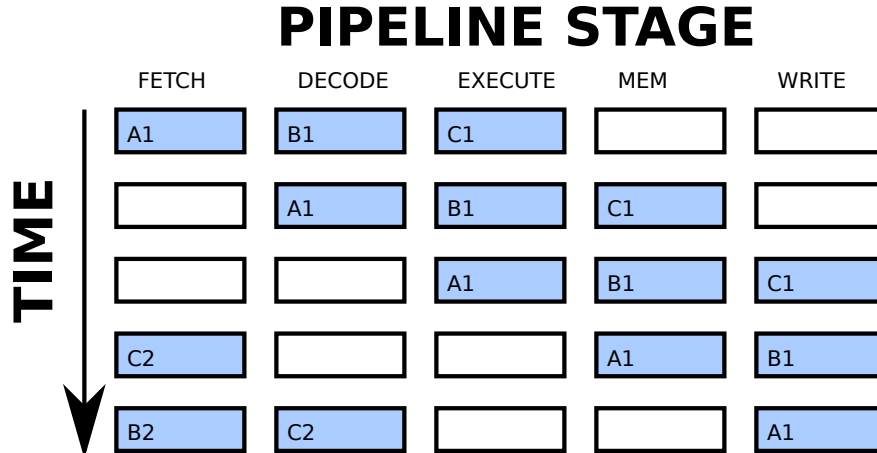 PIPELINE STAGE
FETCH DECODE EXECUTE MEM WRITE
TIME
A1 B1 C1
A1 B1 C1
A1 B1 C1
C2 A1 B1
B2 C2 A1